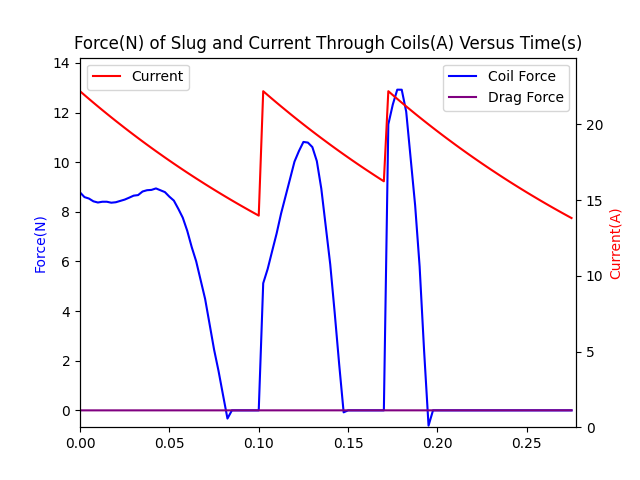 Force(N) of Slug and Current Through Coils(A) Versus Time(s)
Current
Coil Force
Drag Force
Force(N)
14
12
10
8
6
4
2
0
20
15
10
5
0
Current(A)
0.00 0.05 0.10 0.15 0.20 0.25